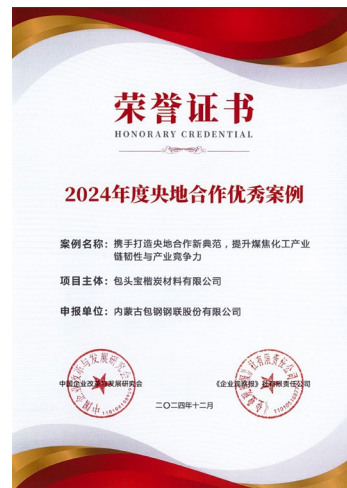 荣誉证书
HONORARY CREDENTIAL
2024年度央地合作优秀案例
案例名称：携手打造央地合作新典范，提升煤焦化工产业
链韧性与产业竞争力
项目主体：包头宝楷炭材料有限公司
申报单位：内蒙古包钢钢联股份有限公司
中国企业改革与发展研究会
《企业观察报》社有限责任公司
二〇二四年十二月